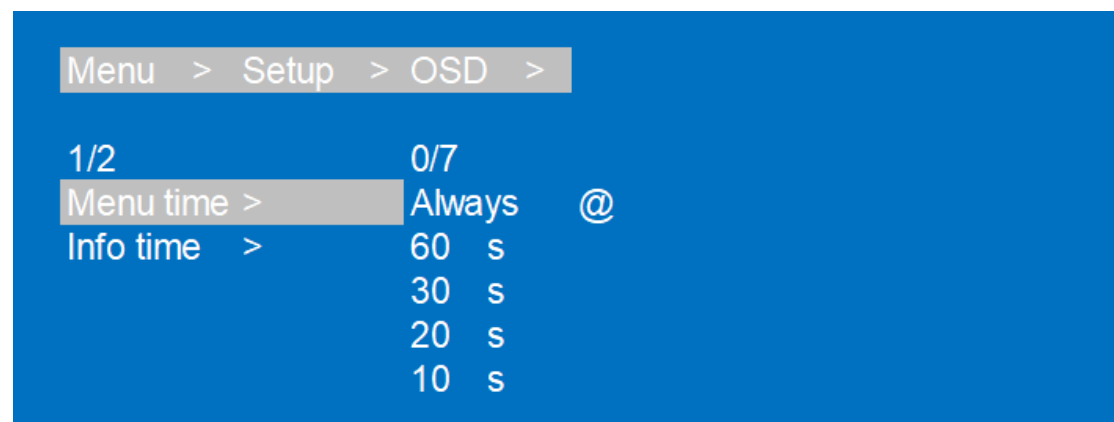 Menu > Setup > OSD >
1/2 0/7
Menu time > Always @
Info time > 60 s
30 s
20 s
10 s